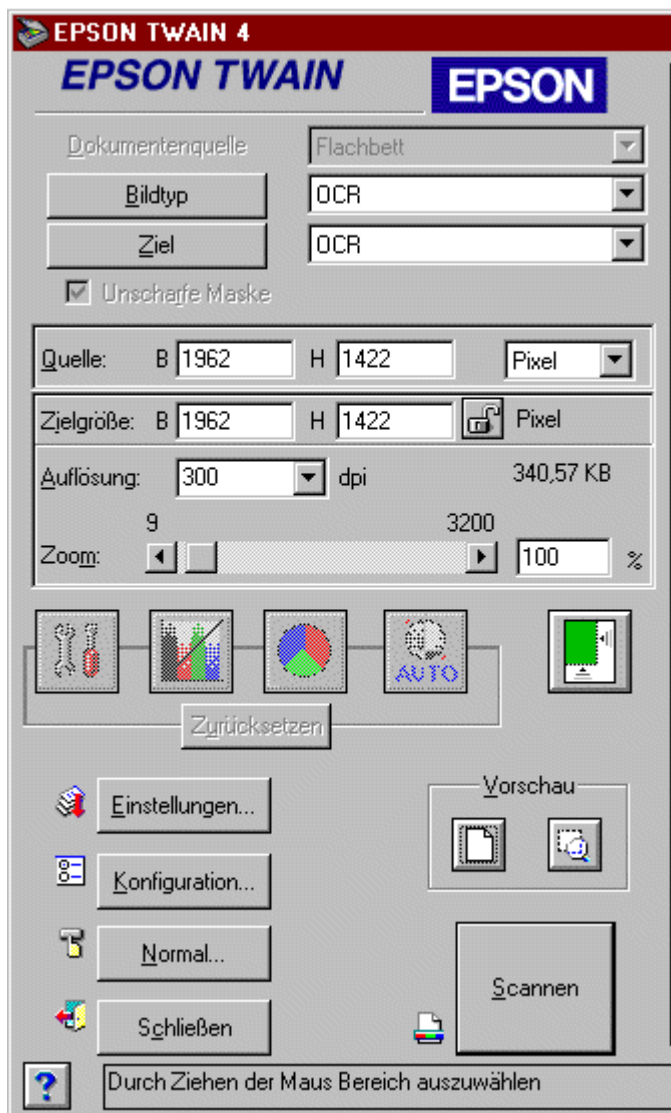 EPSON TWAIN 4
EPSON TWAIN EPSON
Dokumentenquelle Flachbett
Bildtyp OCR
Ziel OCR
Unscharfe Maske
Quelle: B 1962 H 1422 Pixel
Zielgröße: B 1962 H 1422 Pixel
Auflösung: 300 dpi 340,57 KB
9 3200
Zoom: 100 %
AUTO
Zurücksetzen
Einstellungen...
Vorschau
Konfiguration...
Normal...
Scannen
Schließen
? Durch Ziehen der Maus Bereich auszuwählen